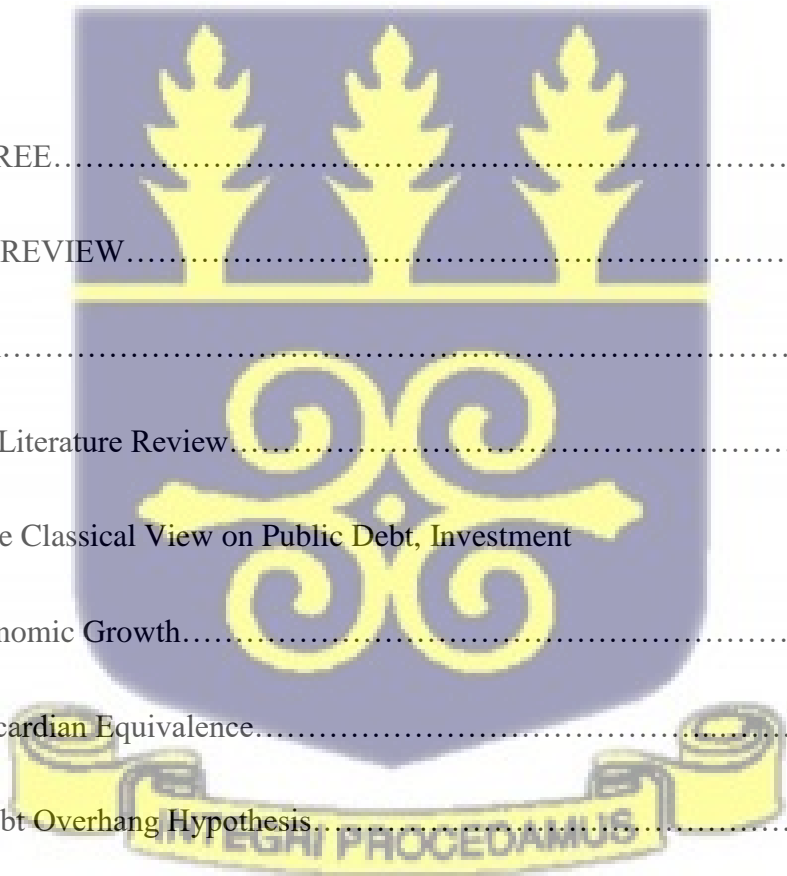 REE……………………………………………………………………
REVIEW………………………………………………………………
……………………………………………………………………………
Literature Review……………………………………………………
e Classical View on Public Debt, Investment
nomic Growth…………………………………………………………
cardian Equivalence…………………………………………………
bt Overhang Hypothesis……………………………………………
INTEGRI PROCEDAMUS